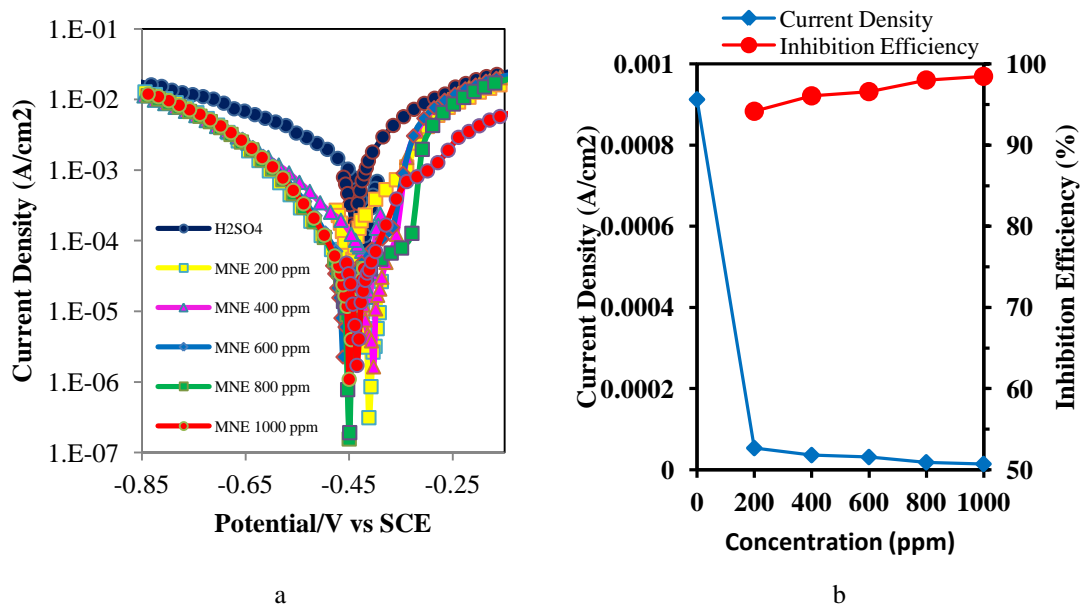 1.E-01
1.E-02
1.E-03
1.E-04
1.E-05
1.E-06
1.E-07
Current Density (A/cm2)
H2SO4
MNE 200 ppm
MNE 400 ppm
MNE 600 ppm
MNE 800 ppm
MNE 1000 ppm
-0.85 -0.65 -0.45 -0.25
Potential/V vs SCE
a
Current Density
Inhibition Efficiency
0.001
0.0008
0.0006
0.0004
0.0002
0
Current Density (A/cm2)
100
90
80
70
60
50
Inhibition Efficiency (%)
0 200 400 600 800 1000
Concentration (ppm)
b